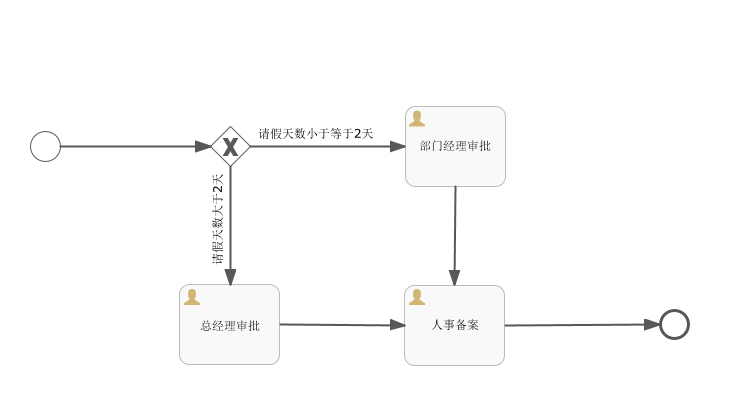 请假天数小于等于2天
部门经理审批
请假天数大于2天
总经理审批
人事备案